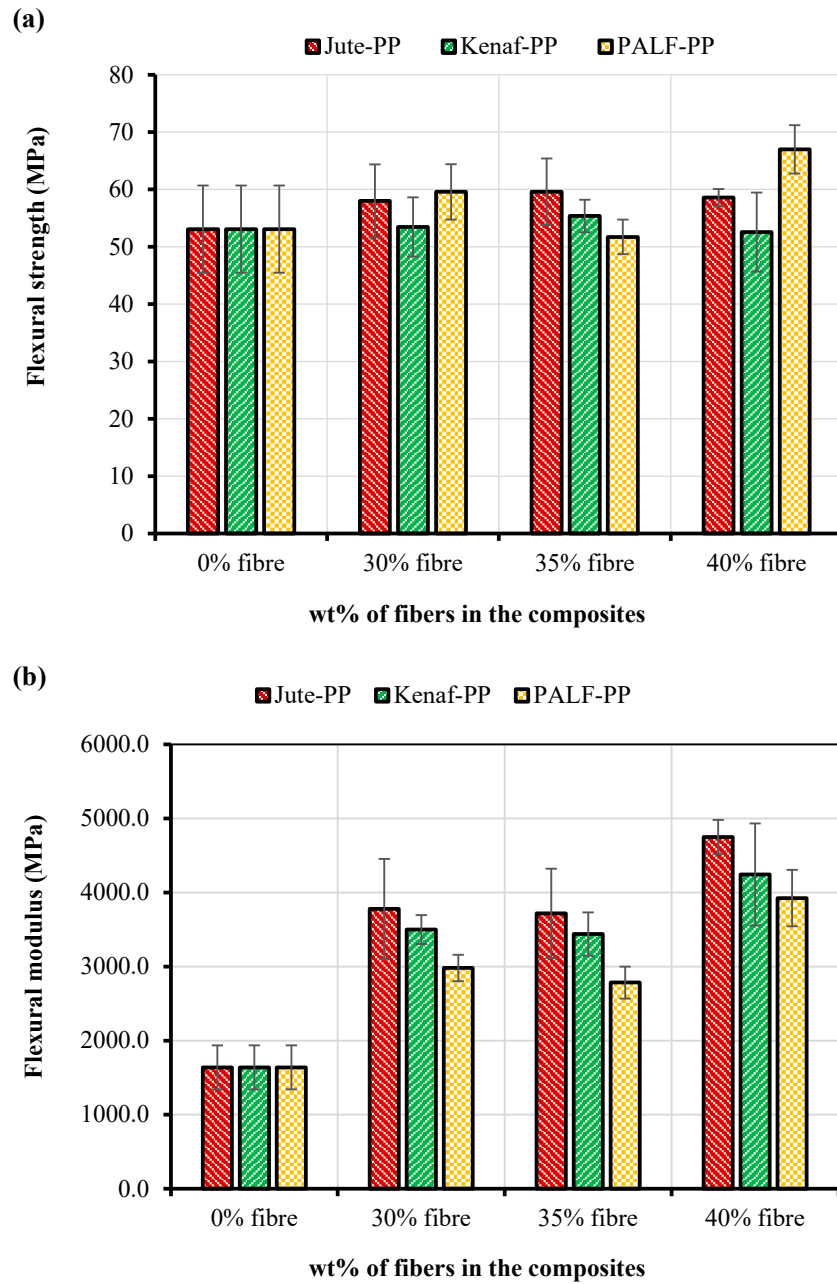 (a)
Jute-PP Kenaf-PP PALF-PP
Flexural strength (MPa)
80
70
60
50
40
30
20
10
0
0% fibre 30% fibre 35% fibre 40% fibre
wt% of fibers in the composites
(b)
Jute-PP Kenaf-PP PALF-PP
Flexural modulus (MPa)
6000.0
5000.0
4000.0
3000.0
2000.0
1000.0
0.0
0% fibre 30% fibre 35% fibre 40% fibre
wt% of fibers in the composites